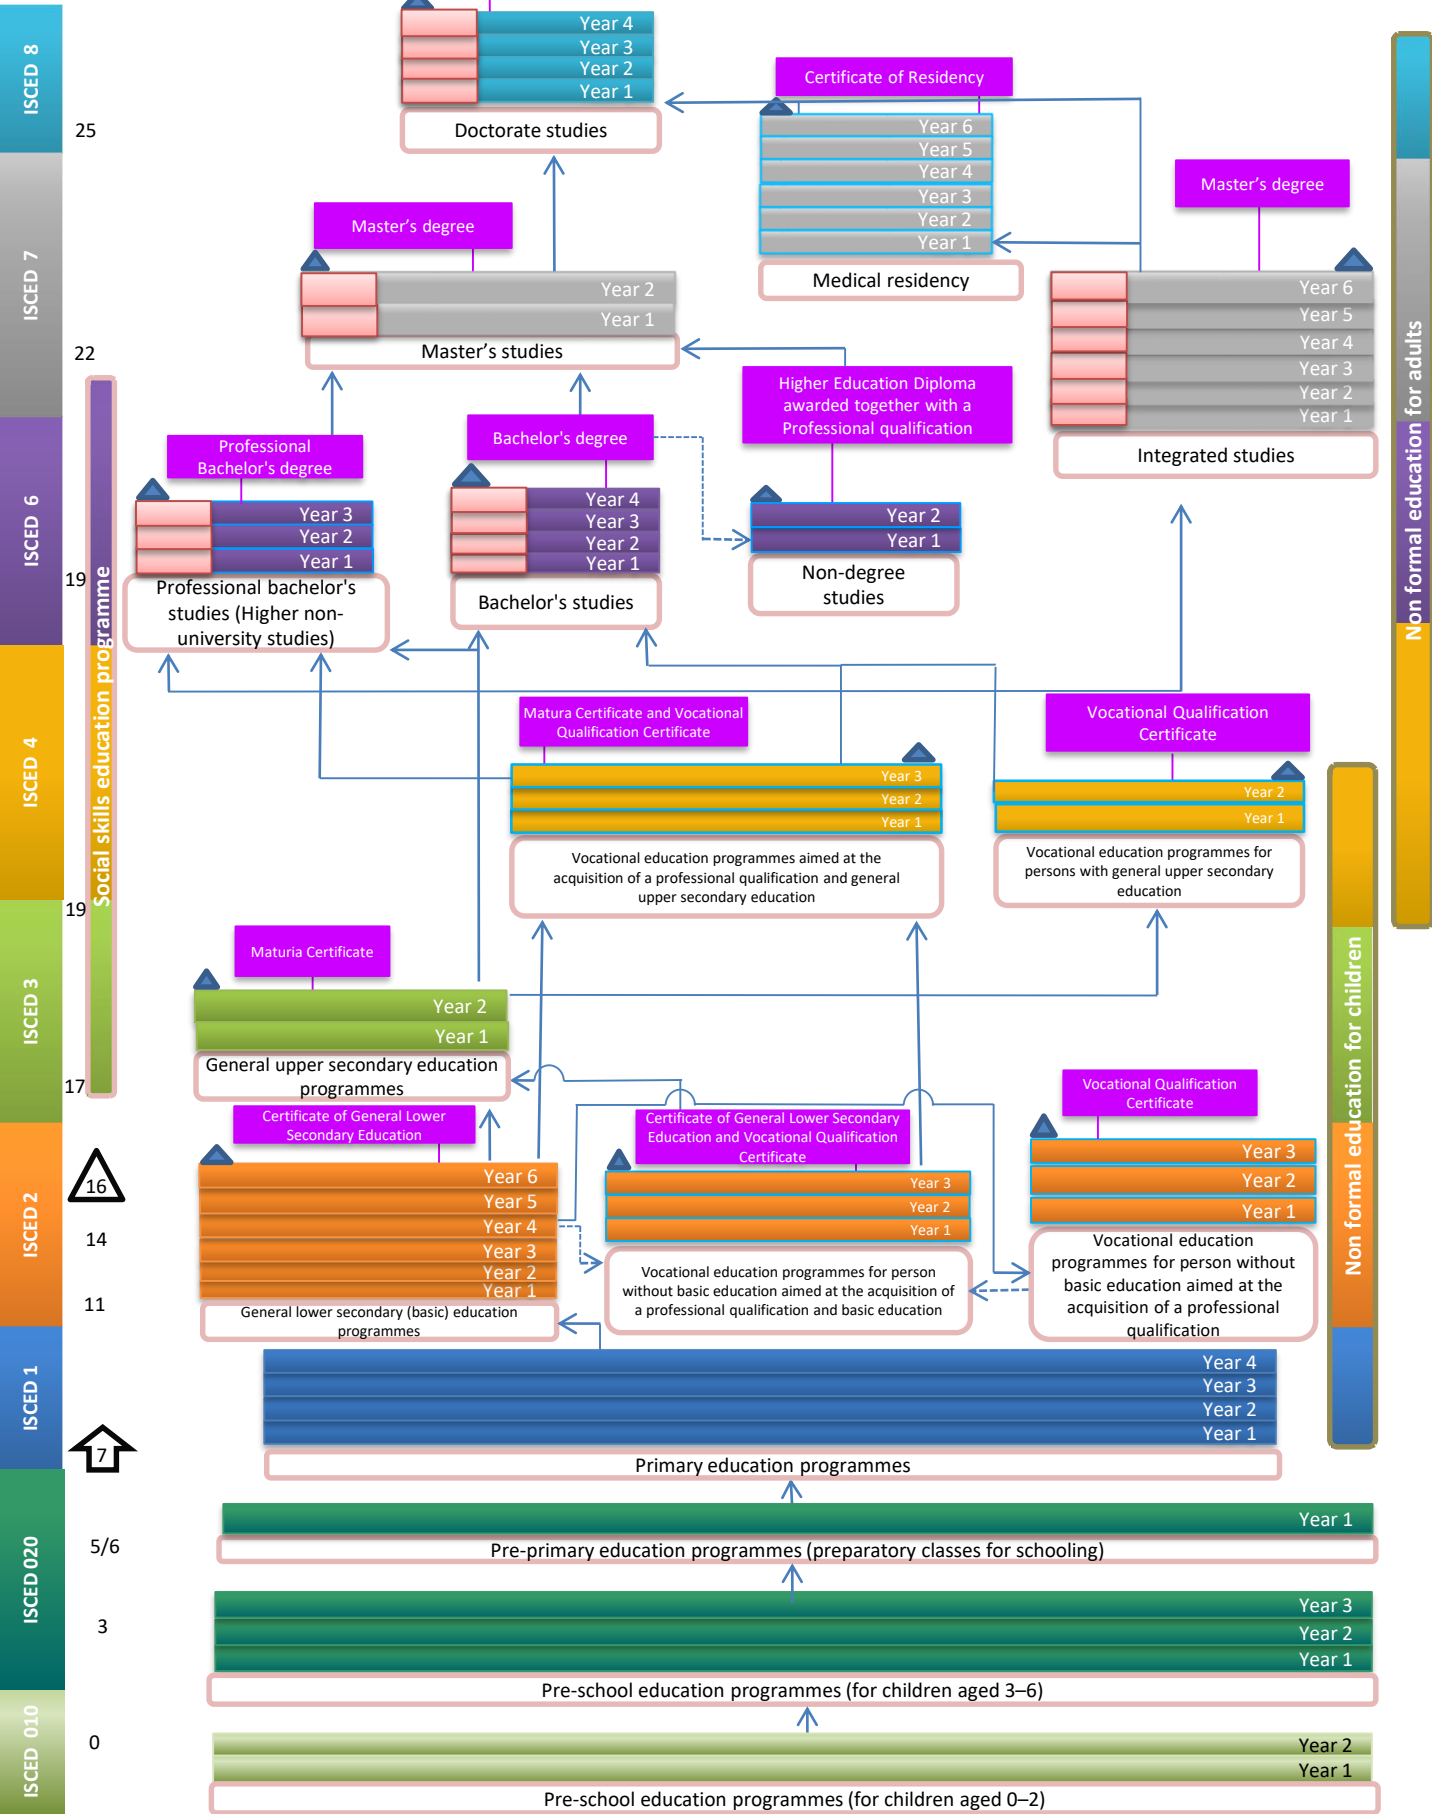 ISCED 8
25
Year 4
Year 3
Year 2
Year 1
Doctorate studies
Certificate of Residency
Year 6
Year 5
Year 4
Year 3
Year 2
Year 1
Medical residency
Master's degree
Year 6
Year 5
Year 4
Year 3
Year 2
Year 1
Integrated studies
Non formal education for adults
ISCED 7
22
Master's degree
Year 2
Year 1
Master's studies
Higher Education Diploma
awarded together with a
Professional qualification
Year 2
Year 1
Non-degree
studies
Bachelor's degree
Year 4
Year 3
Year 2
Year 1
Bachelor's studies
Professional
Bachelor's degree
Year 3
Year 2
Year 1
Professional bachelor's
studies (Higher non-
university studies)
ISCED 6
19
Social skills education programme
ISCED 4
19
Matura Certificate and Vocational
Qualification Certificate
Year 3
Year 2
Year 1
Vocational education programmes aimed at the
acquisition of a professional qualification and general
upper secondary education
Vocational Qualification
Certificate
Year 2
Year 1
Vocational education programmes for
persons with general upper secondary
education
Non formal education for children
ISCED 3
17
Maturia Certificate
Year 2
Year 1
General upper secondary education
programmes
ISCED 2
16
14
11
Certificate of General Lower
Secondary Education
Year 6
Year 5
Year 4
Year 3
Year 2
Year 1
General lower secondary (basic) education
programmes
Certificate of General Lower Secondary
Education and Vocational Qualification
Certificate
Year 3
Year 2
Year 1
Vocational education programmes for person
without basic education aimed at the acquisition of
a professional qualification and basic education
Vocational Qualification
Certificate
Year 3
Year 2
Year 1
Vocational education
programmes for person without
basic education aimed at the
acquisition of a professional
qualification
ISCED 1
7
Year 4
Year 3
Year 2
Year 1
Primary education programmes
ISCED 020
5/6
3
Year 1
Pre-primary education programmes (preparatory classes for schooling)
Year 3
Year 2
Year 1
Pre-school education programmes (for children aged 3–6)
ISCED 010
0
Year 2
Year 1
Pre-school education programmes (for children aged 0–2)